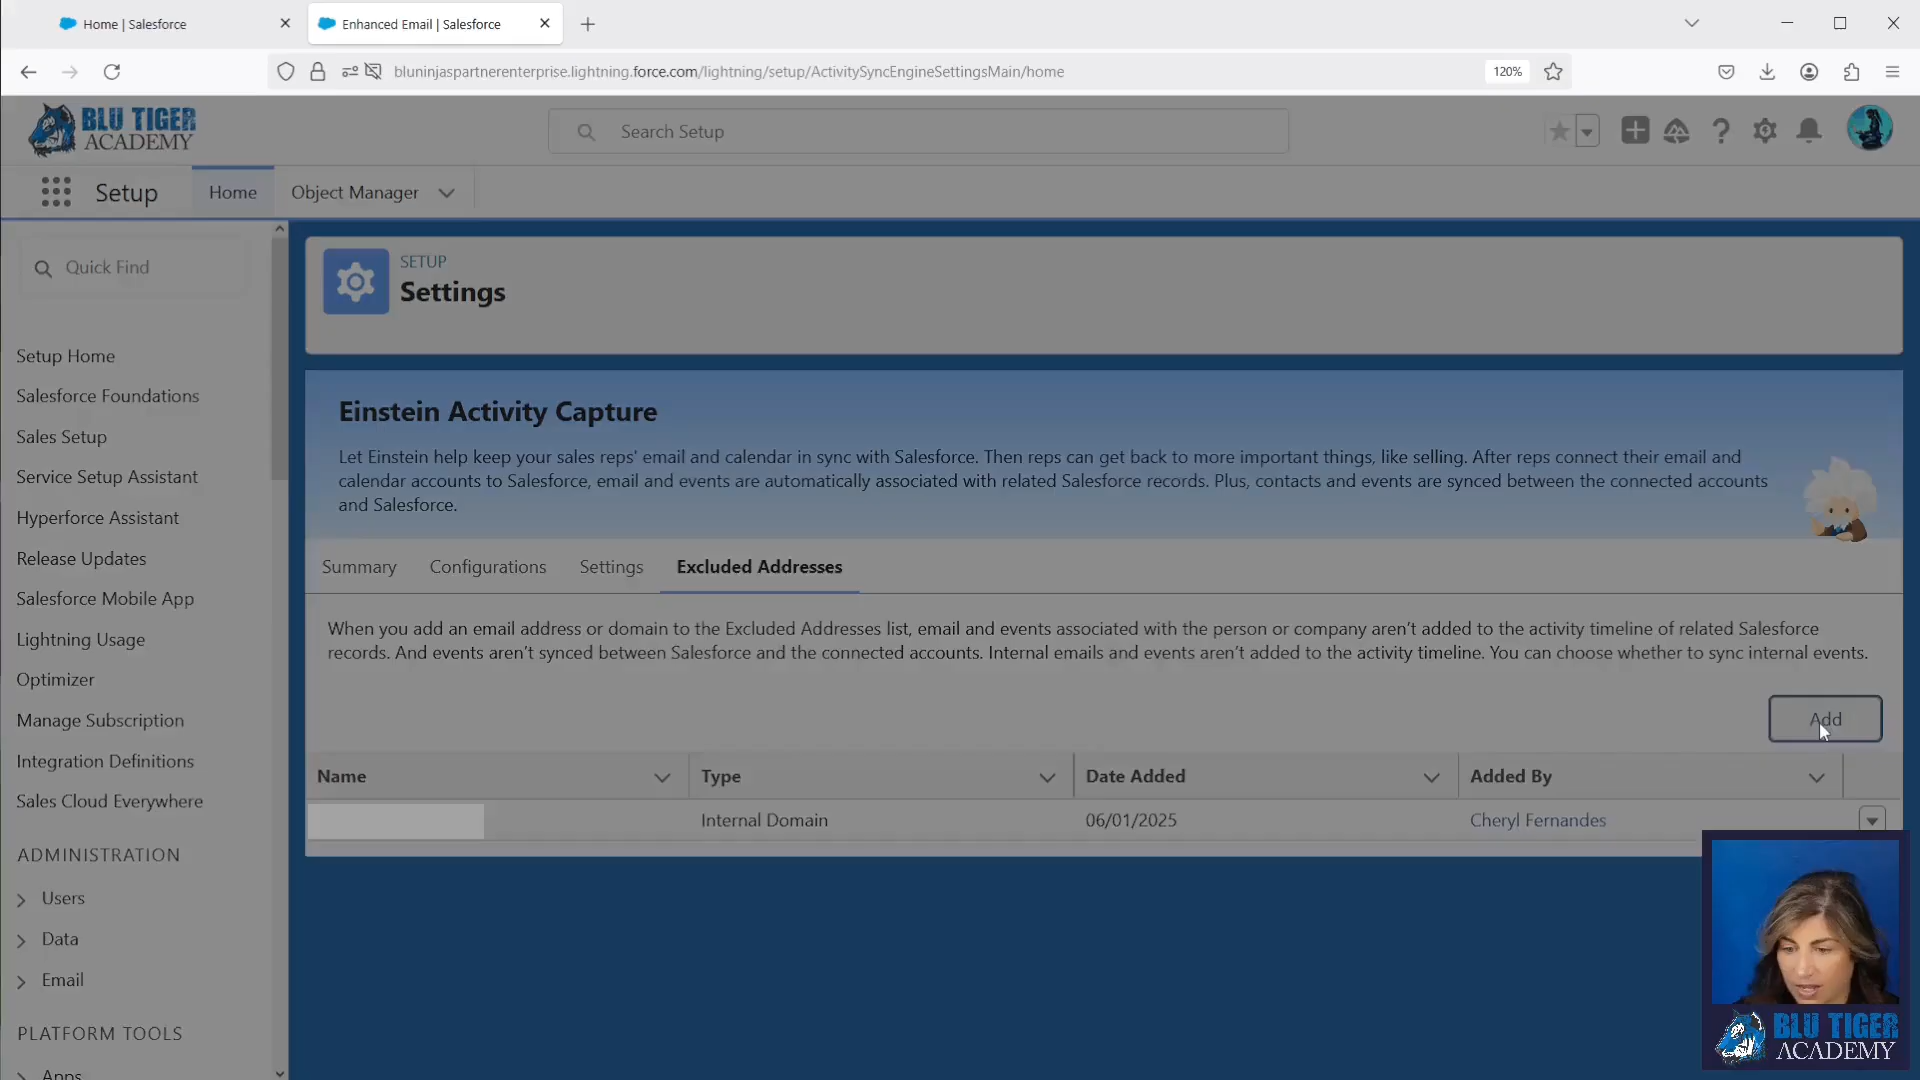 Home | Salesforce
Enhanced Email | Salesforce
bluninjaspartnerenterprise.lightning.force.com/lightning/setup/ActivitySyncEngineSettingsMain/home
120%
BLU TIGER
ACADEMY
Search Setup
Setup
Home
Object Manager
Quick Find
Setup Home
Salesforce Foundations
Sales Setup
Service Setup Assistant
Hyperforce Assistant
Release Updates
Salesforce Mobile App
Lightning Usage
Optimizer
Manage Subscription
Integration Definitions
Sales Cloud Everywhere
ADMINISTRATION
Users
Data
Email
PLATFORM TOOLS
Apps
SETUP
Settings
Einstein Activity Capture
Let Einstein help keep your sales reps' email and calendar in sync with Salesforce. Then reps can get back to more important things, like selling. After reps connect their email and
calendar accounts to Salesforce, email and events are automatically associated with related Salesforce records. Plus, contacts and events are synced between the connected accounts
and Salesforce.
Summary
Configurations
Settings
Excluded Addresses
When you add an email address or domain to the Excluded Addresses list, email and events associated with the person or company aren't added to the activity timeline of related Salesforce
records. And events aren't synced between Salesforce and the connected accounts. Internal emails and events aren't added to the activity timeline. You can choose whether to sync internal events.
Add
Name
Type
Date Added
Added By
Internal Domain
06/01/2025
Cheryl Fernandes
BLU TIGER
ACADEMY